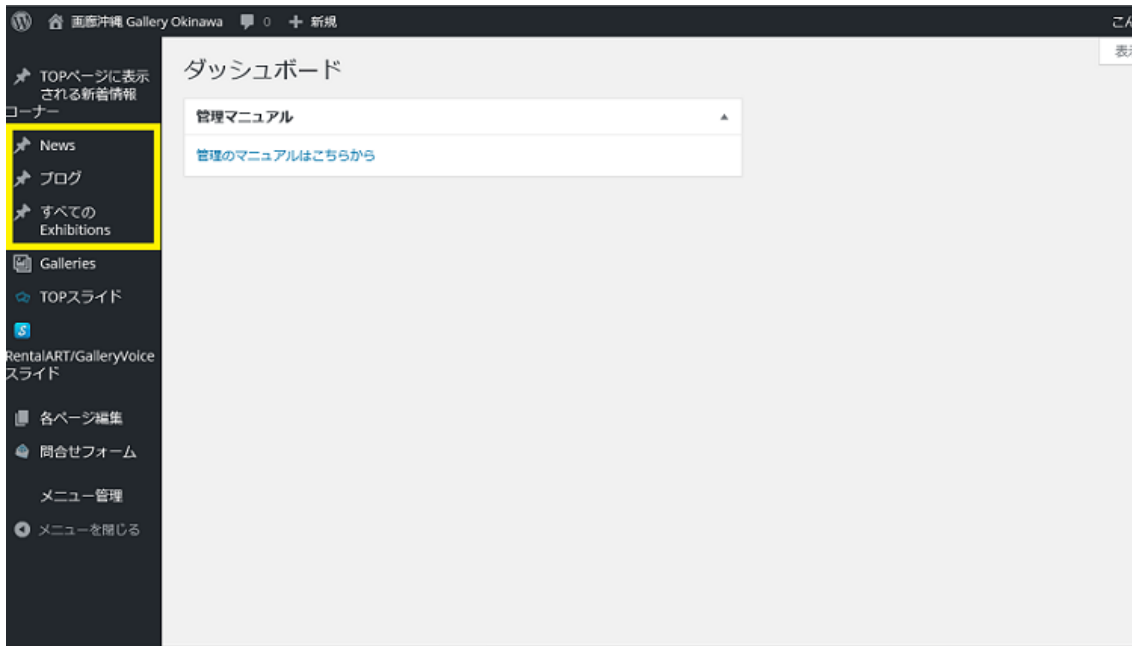 画廊沖縄 Gallery Okinawa 0 新規
TOPページに表示
される新着情報
コーナー
News
ブログ
すべての
Exhibitions
Galleries
TOPスライド
RentalART/GalleryVoice
スライド
各ページ編集
問合せフォーム
メニュー管理
メニューを閉じる
ダッシュボード
管理マニュアル
管理のマニュアルはこちらから